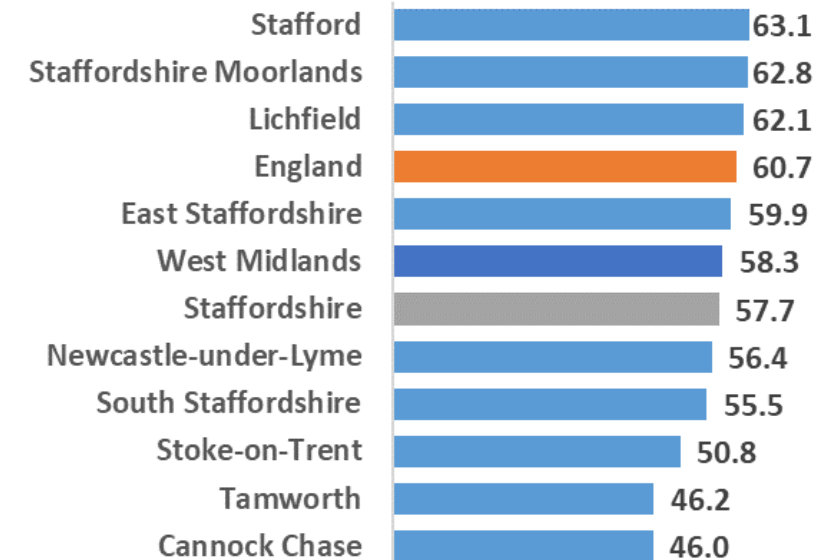 Stafford 63.1
Staffordshire Moorlands 62.8
Lichfield 62.1
England 60.7
East Staffordshire 59.9
West Midlands 58.3
Staffordshire 57.7
Newcastle-under-Lyme 56.4
South Staffordshire 55.5
Stoke-on-Trent 50.8
Tamworth 46.2
Cannock Chase 46.0